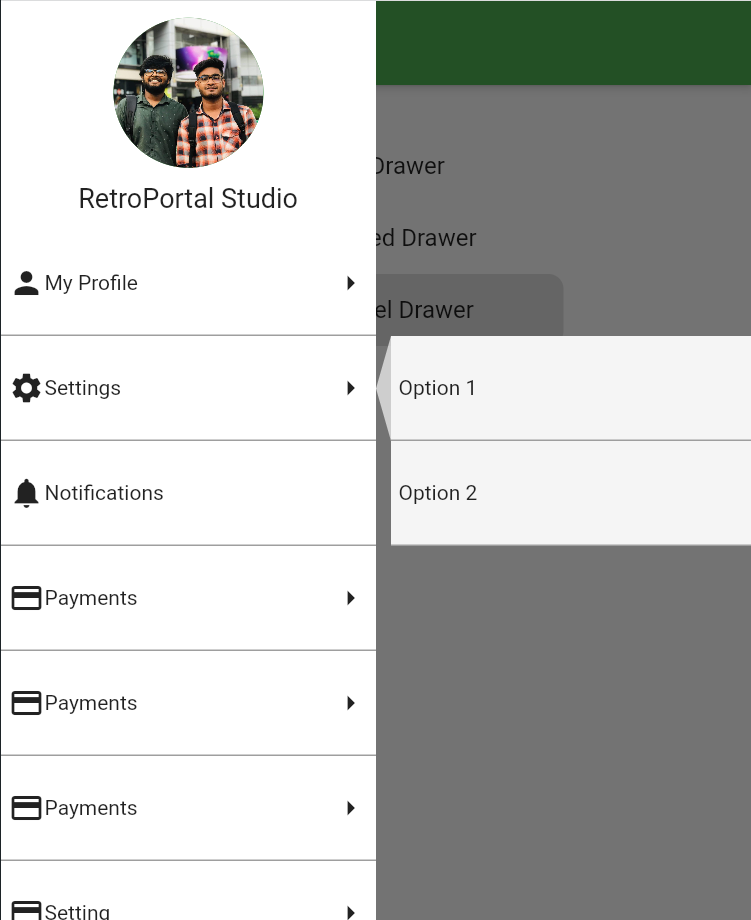 RetroPortal Studio
My Profile
Settings
Notifications
Payments
Payments
Payments
Setting
Drawer
ed Drawer
el Drawer
Option 1
Option 2